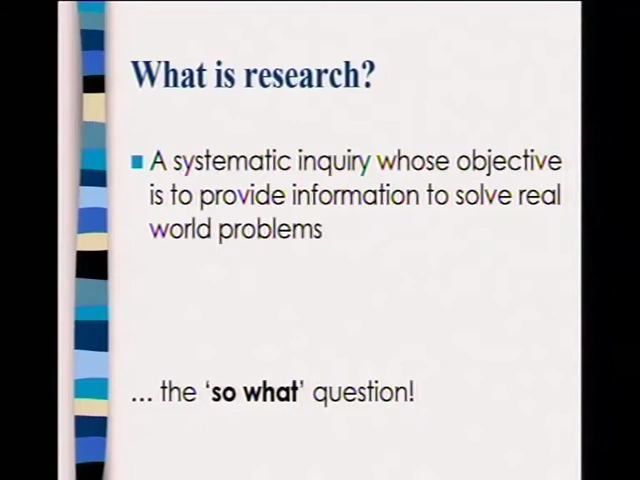 What is research?
A systematic inquiry whose objective
is to provide information to solve real
world problems
... the ‘so what’ question!